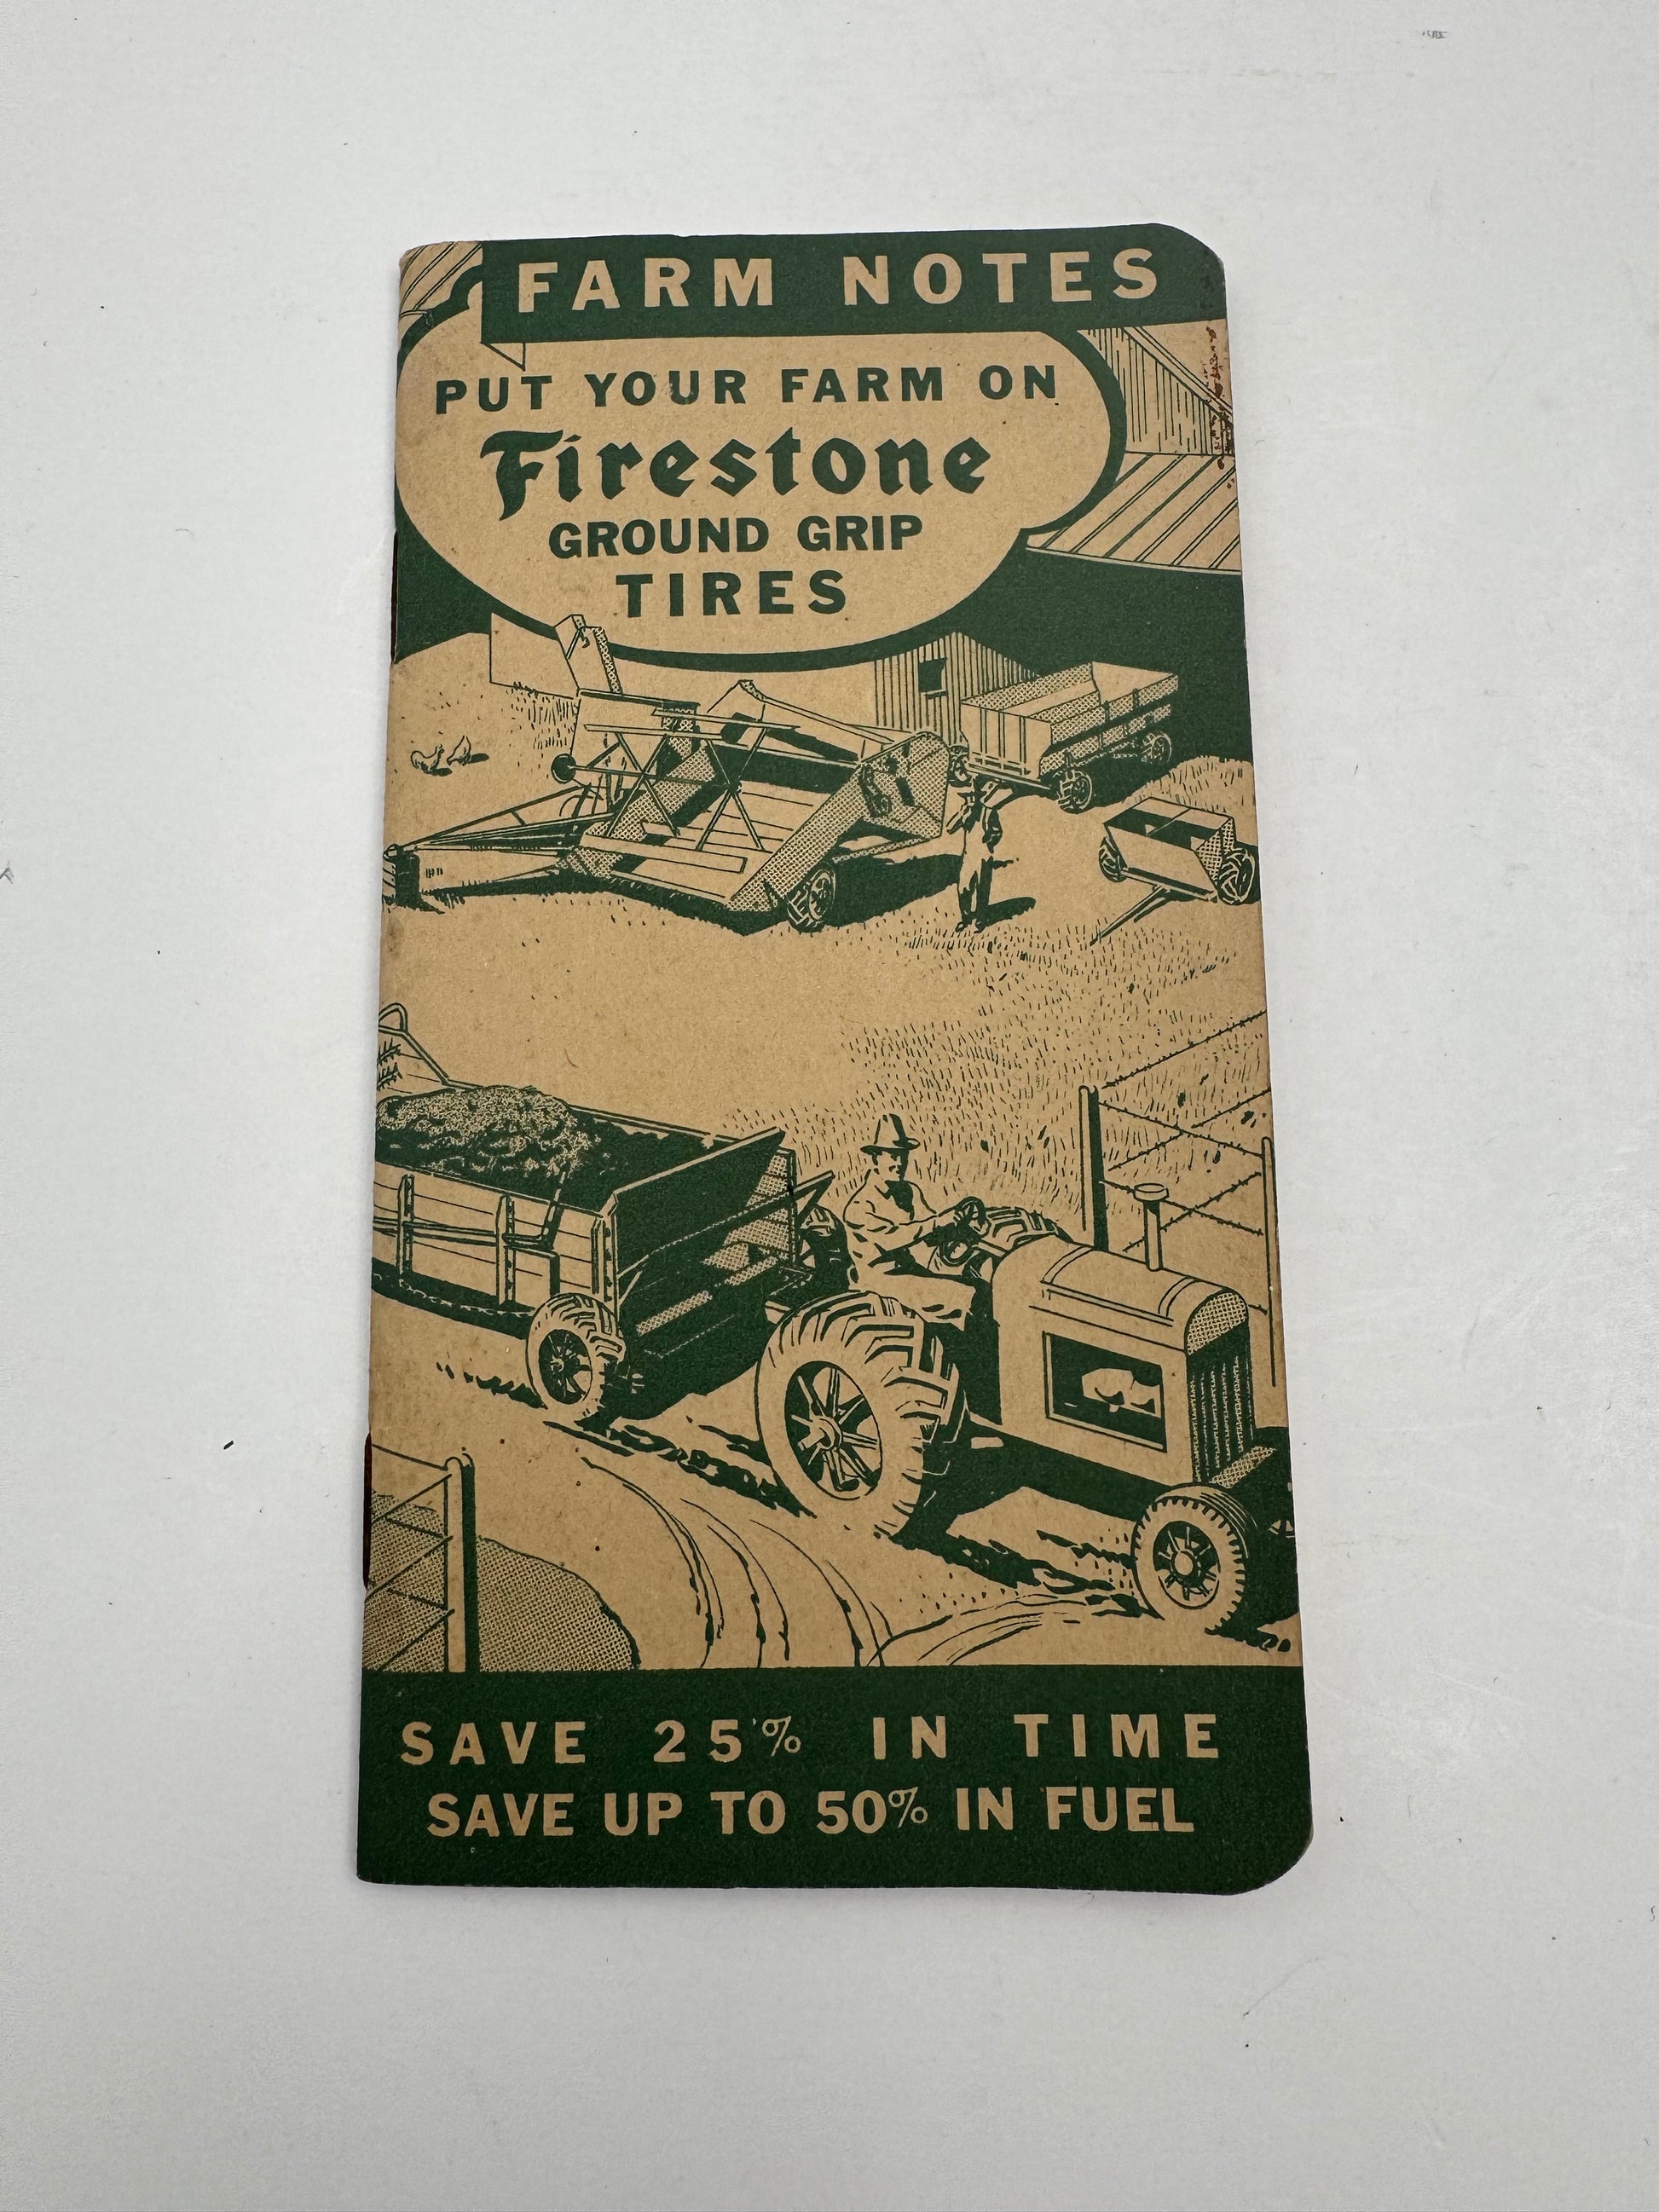 FARM NOTES
PUT YOUR FARM ON
Firestone
GROUND GRIP
TIRES
SAVE 25% IN TIME
SAVE UP TO 50% IN FUEL